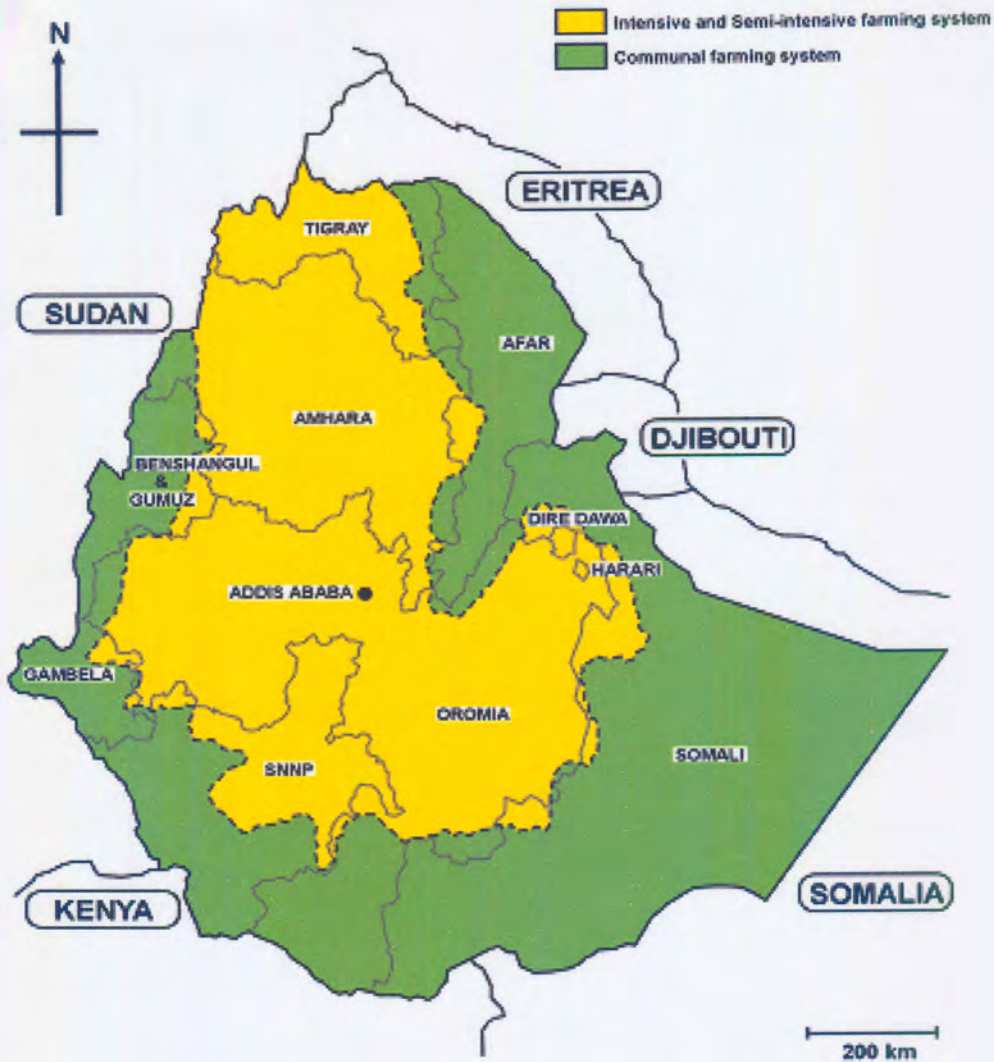 Intensive and Semi-intensive farming system
Communal farming system
N
ERITREA
TIGRAY
SUDAN
AFAR
AMHARA
DJIBOUTI
BENSHANGUL
&
GUMUZ
DIRE DAWA
HARARI
ADDIS ABABA
GAMBELA
OROMIA
SOMALI
SNNP
KENYA
SOMALIA
200 km